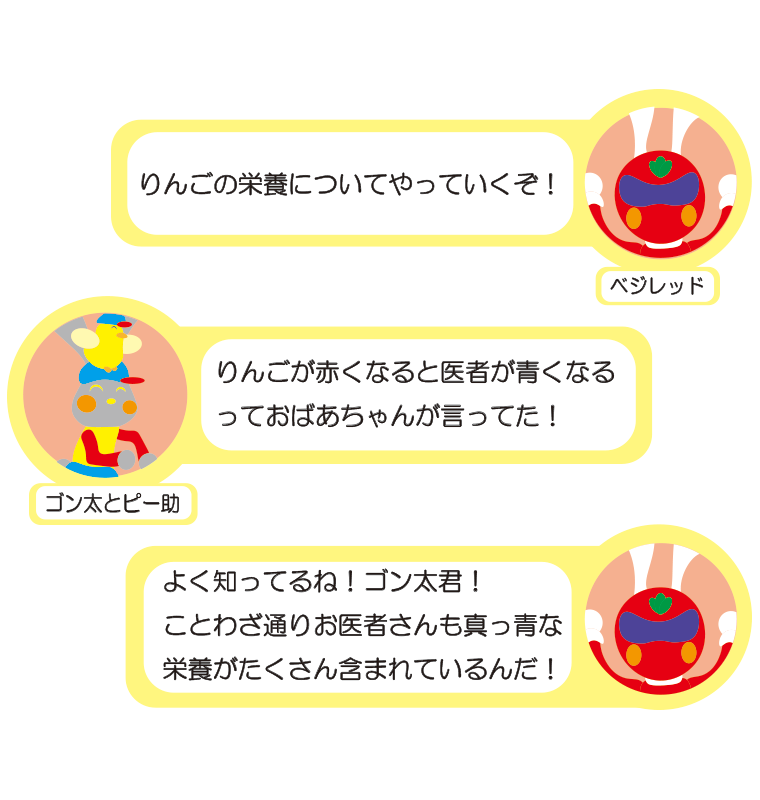 りんごの栄養についてやっていくぞ！
ベジレッド
りんごが赤くなると医者が青くなる
っておばあちゃんが言ってた！
ゴン太とピー助
よく知ってるね！ゴン太君！
ことわざ通りお医者さんも真っ青な
栄養がたくさん含まれているんだ！